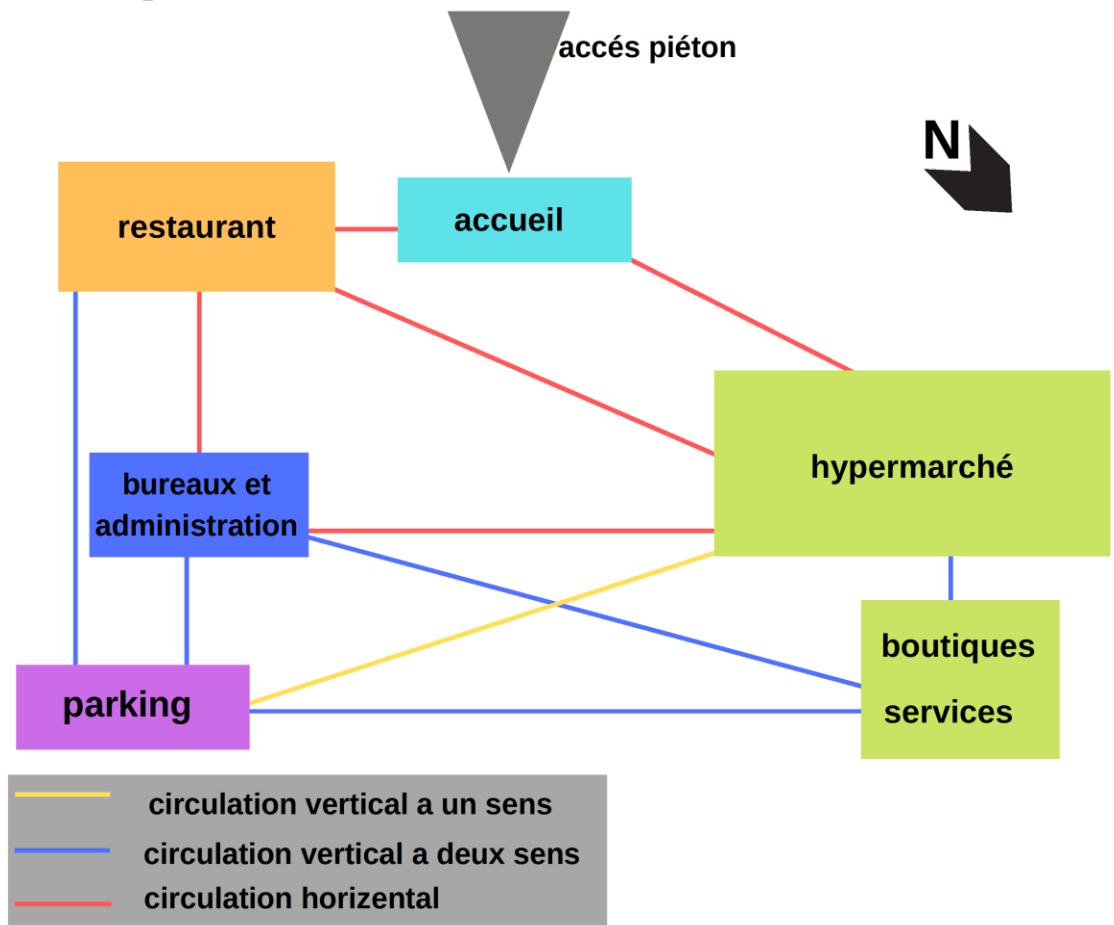 accés piéton
N
restaurant
accueil
hypermarché
bureaux et
administration
boutiques
services
parking
circulation vertical a un sens
circulation vertical a deux sens
circulation horizental